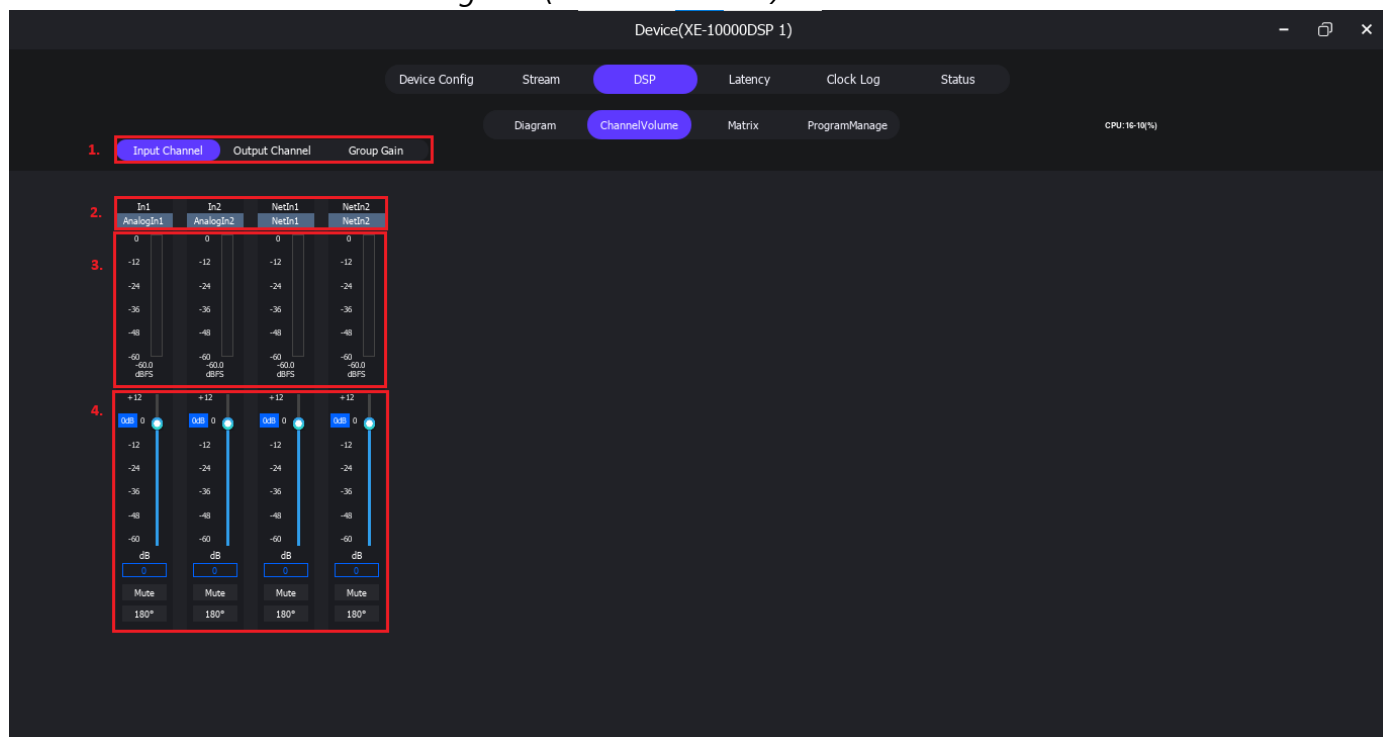 Device(XE-10000DSP 1)
Device Config Stream DSP Latency Clock Log Status
Diagram ChannelVolume Matrix ProgramManage CPU:16-10(%)
1. Input Channel Output Channel Group Gain
2. In1 In2 NetIn1 NetIn2
AnalogIn1 AnalogIn2 NetIn1 NetIn2
0 0 0 0
3. -12 -12 -12 -12
-24 -24 -24 -24
-36 -36 -36 -36
-48 -48 -48 -48
-60 -60 -60 -60
-60.0 -60.0 -60.0 -60.0
dBFS dBFS dBFS dBFS
+12 +12 +12 +12
4. 0dB 0 0dB 0 0dB 0 0dB 0
-12 -12 -12 -12
-24 -24 -24 -24
-36 -36 -36 -36
-48 -48 -48 -48
-60 -60 -60 -60
dB dB dB dB
0 0 0 0
Mute Mute Mute Mute
180° 180° 180° 180°